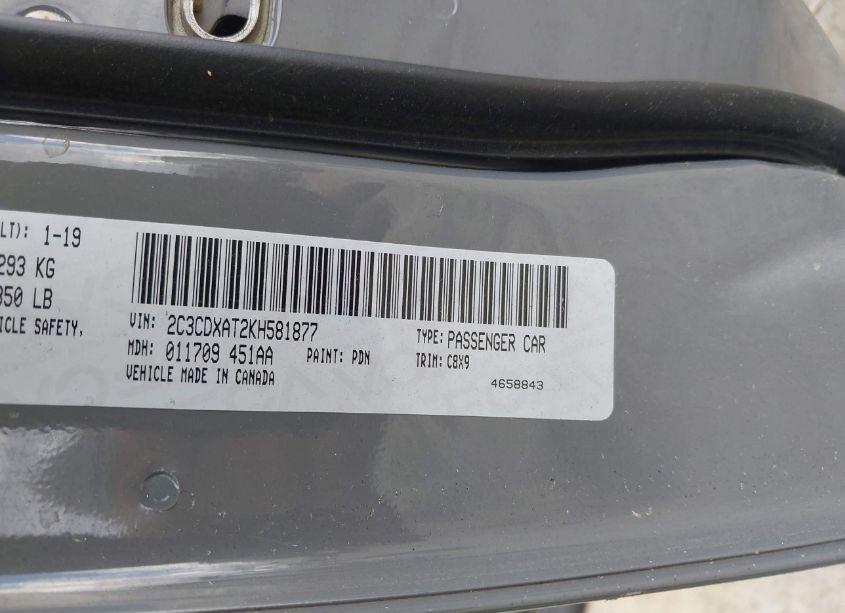 LT): 1-19
293 KG
350 LB
ICLE SAFETY,
VIN: 2C3CDXAT2KH581877
TYPE: PASSENGER CAR
MDH: 011709 451AA PAINT: PDN
TRIM: C8X9
VEHICLE MADE IN CANADA
4658843